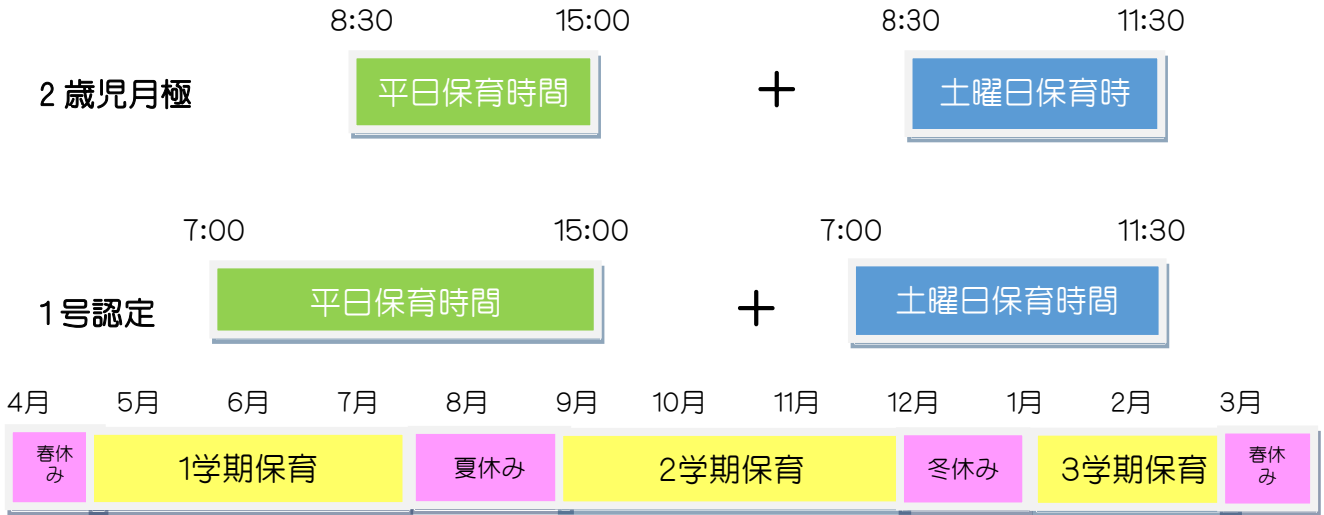 8:30 15:00 8:30 11:30
2歳児月極 平日保育時間 + 土曜日保育時
7:00 15:00 7:00 11:30
1号認定 平日保育時間 + 土曜日保育時間
4月 5月 6月 7月 8月 9月 10月 11月 12月 1月 2月 3月
春休み 1学期保育 夏休み 2学期保育 冬休み 3学期保育 春休み